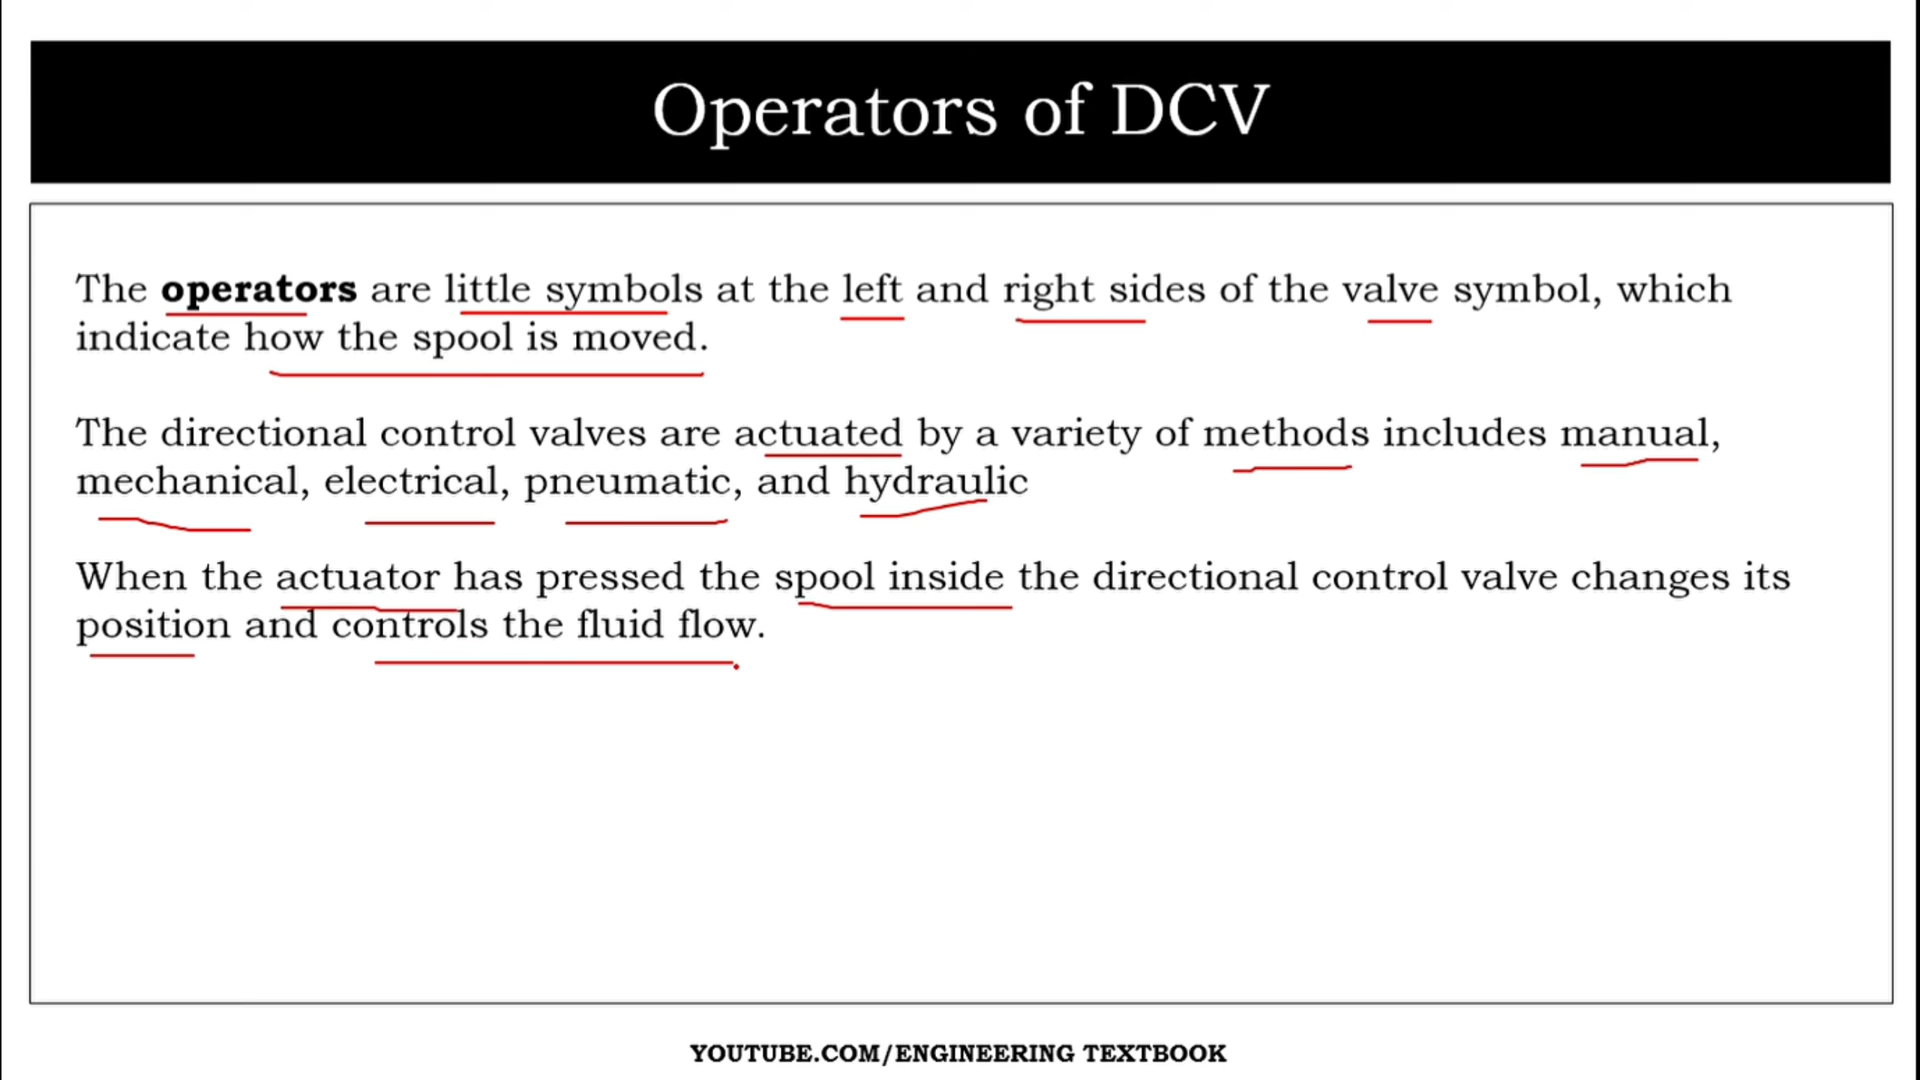 Operators of DCV
The operators are little symbols at the left and right sides of the valve symbol, which
indicate how the spool is moved.
The directional control valves are actuated by a variety of methods includes manual,
mechanical, electrical, pneumatic, and hydraulic
When the actuator has pressed the spool inside the directional control valve changes its
position and controls the fluid flow.
YOUTUBE.COM/ENGINEERING TEXTBOOK